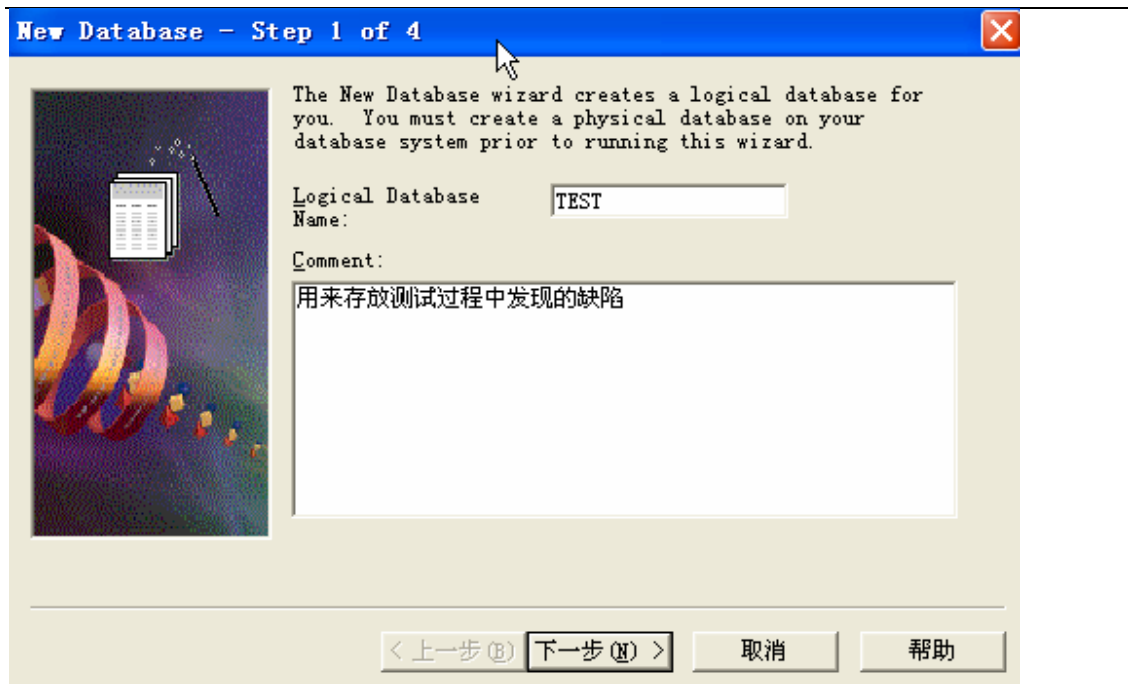 New Database - Step 1 of 4
The New Database wizard creates a logical database for
you. You must create a physical database on your
database system prior to running this wizard.
Logical Database
Name:
TEST
Comment:
用来存放测试过程中发现的缺陷
< 上一步(B)
下一步(N) >
取消
帮助